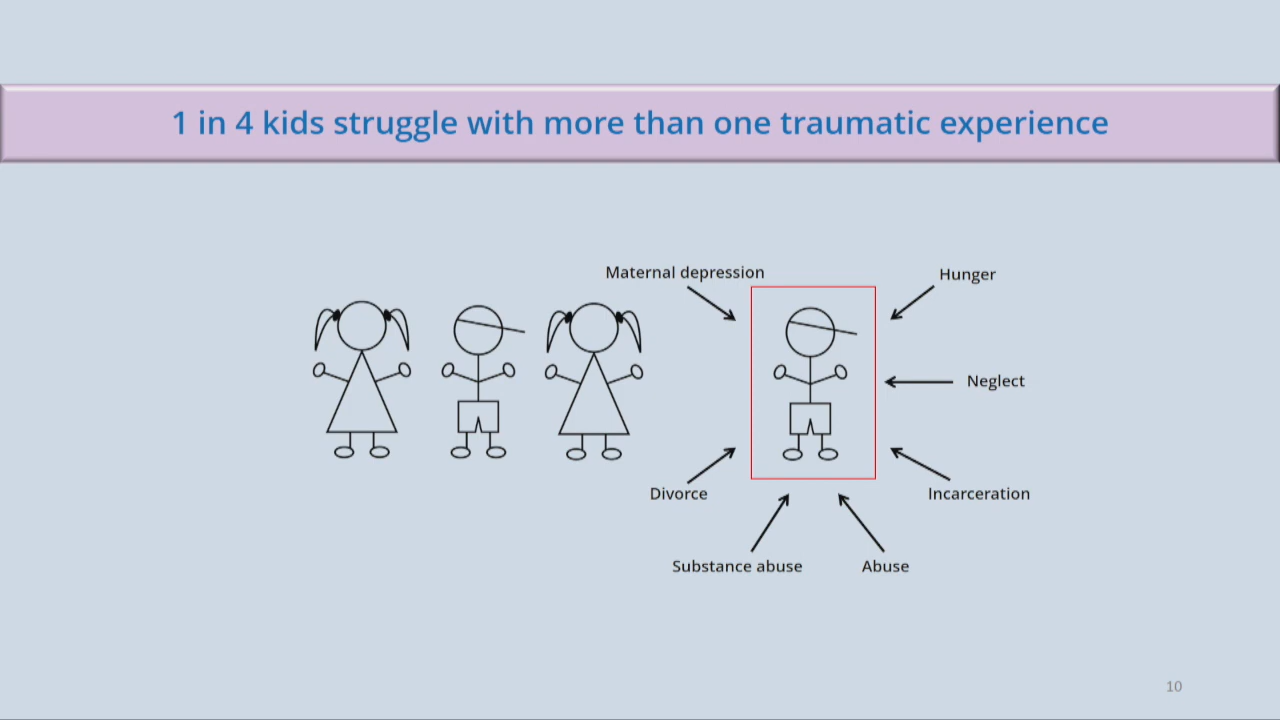 1 in 4 kids struggle with more than one traumatic experience
Maternal depression
Hunger
Neglect
Divorce
Incarceration
Substance abuse
Abuse
10